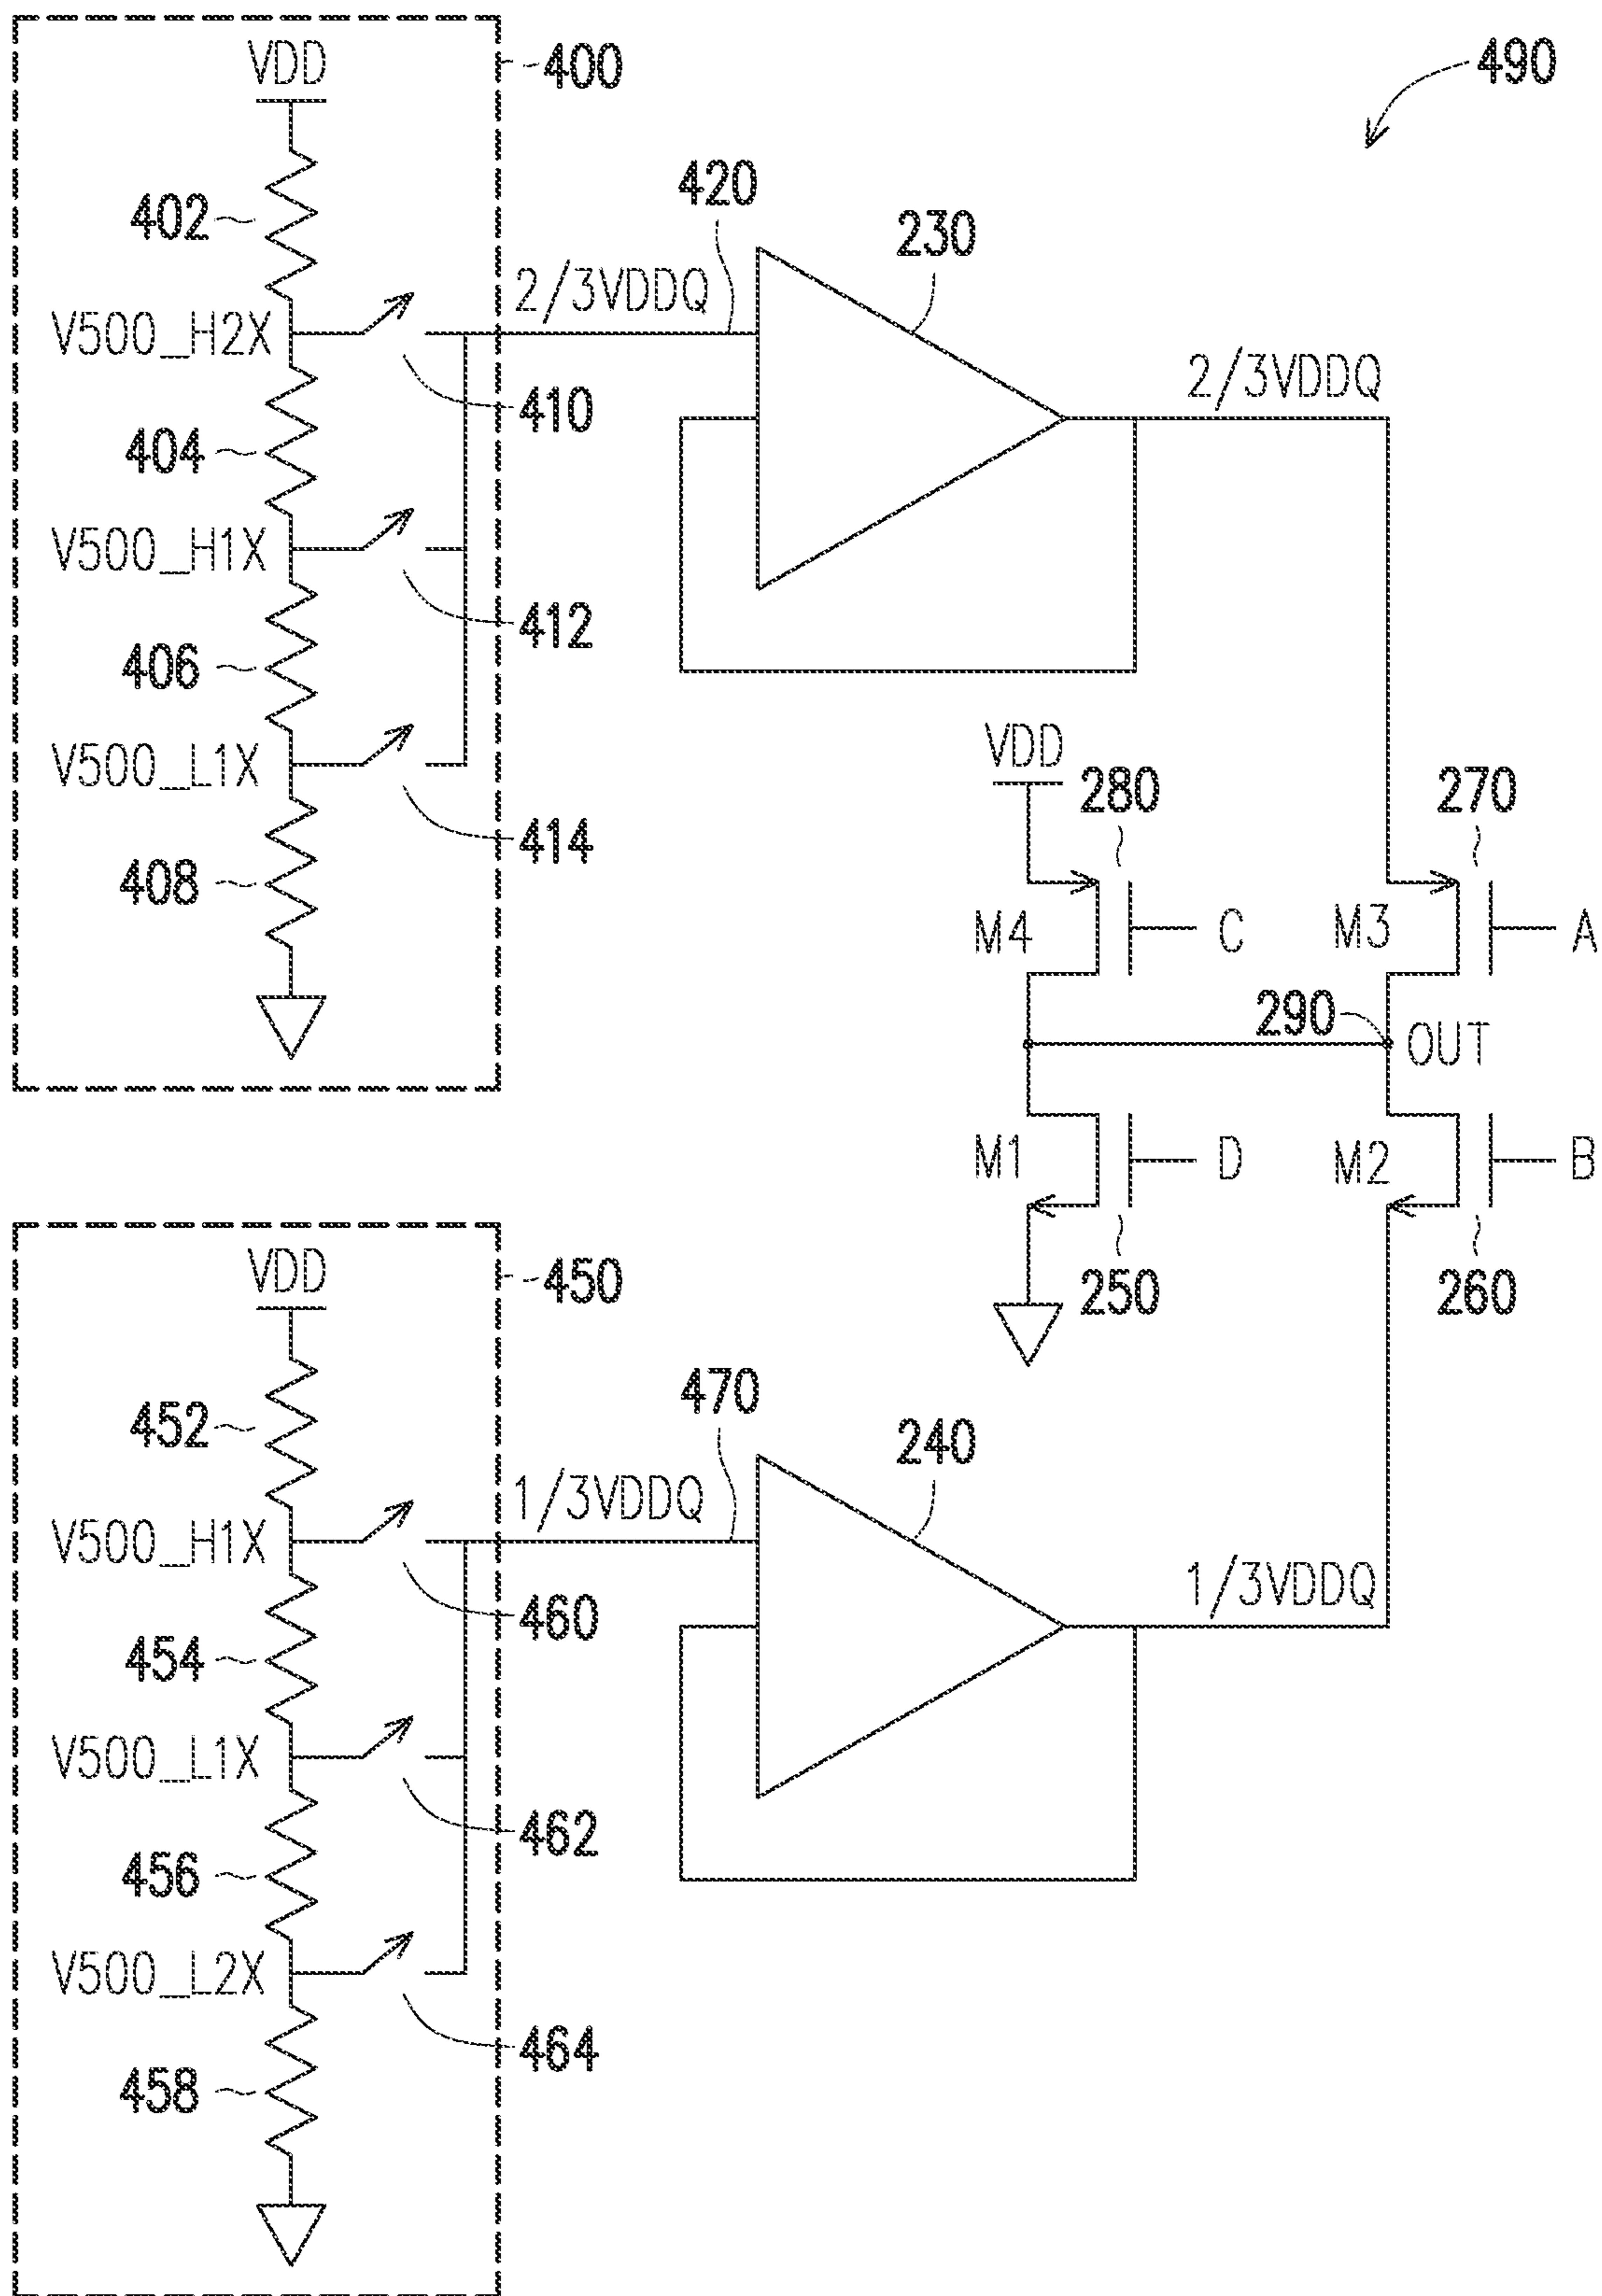 VDD
400
490
402
420
230
V500_H2X
2/3VDDQ
410
2/3VDDQ
404
V500_H1X
412
406
V500_L1X
414
408
VDD
280
270
M4
C
M3
A
290
OUT
M1
D
M2
B
250
260
VDD
450
452
470
240
V500_H1X
1/3VDDQ
460
1/3VDDQ
454
V500_L1X
462
456
V500_L2X
464
458